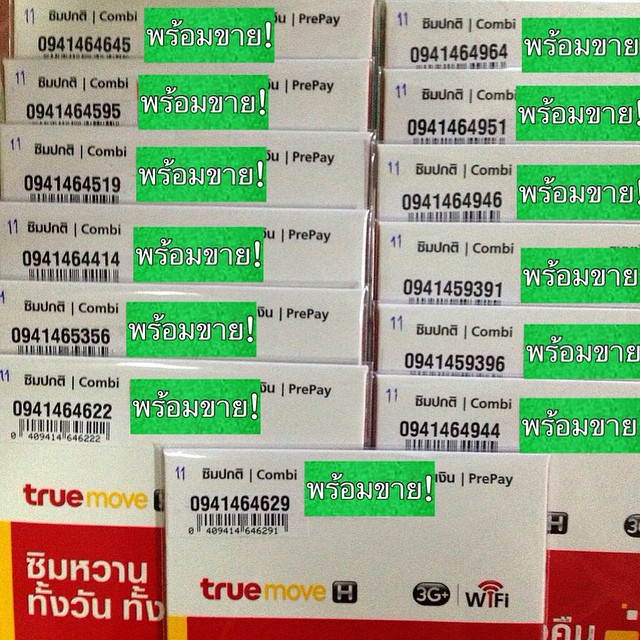 11 ซิมปกติ | Combi พร้อมขาย! งิน | PrePay
0941464645
11 ซิมปกติ | Combi พร้อมขาย! งิน | PrePay
0941464595
11 ซิมปกติ | Combi พร้อมขาย! งิน | PrePay
0941464519
11 ซิมปกติ | Combi พร้อมขาย! งิน | PrePay
0941464414
ซิมปกติ | Combi พร้อมขาย! งิน | PrePay
0941465356
11 ซิมปกติ | Combi พร้อมขาย! งิน | PrePay
0941464622
0 409414 646222
truemove
ซิมหวาน
ทั้งวัน ทั้ง
11 ซิมปกติ | Combi พร้อมขาย
0941464964
11 ซิมปกติ | Combi พร้อมขาย!
0941464951
11 ซิมปกติ | Combi พร้อมขาย!
0941464946
11 ซิมปกติ | Combi พร้อมขาย
0941459391
11 ซิมปกติ | Combi พร้อมขาย
0941459396
11 ซิมปกติ | Combi พร้อมขาย
0941464944
H 3G
คืน
11 ซิมปกติ | Combi พร้อมขาย! งิน | PrePay
0941464629
0 409414 646291
truemove H 3G+ WiFi